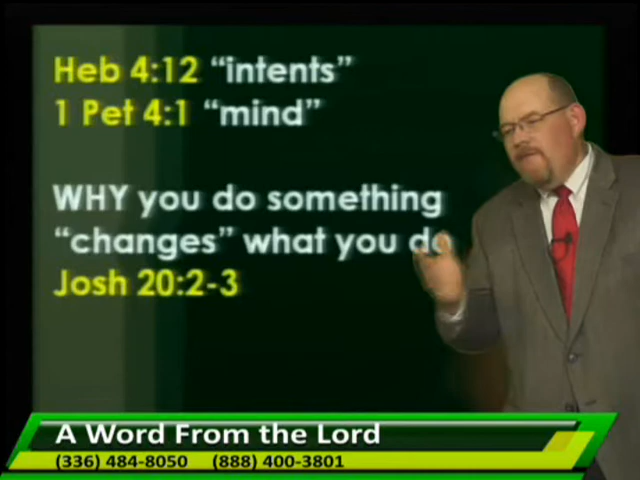 Heb 4:12 “intents”
1 Pet 4:1 “mind”
WHY you do something
“changes” what you do
Josh 20:2-3
A Word From the Lord
(336) 484-8050 (888) 400-3801